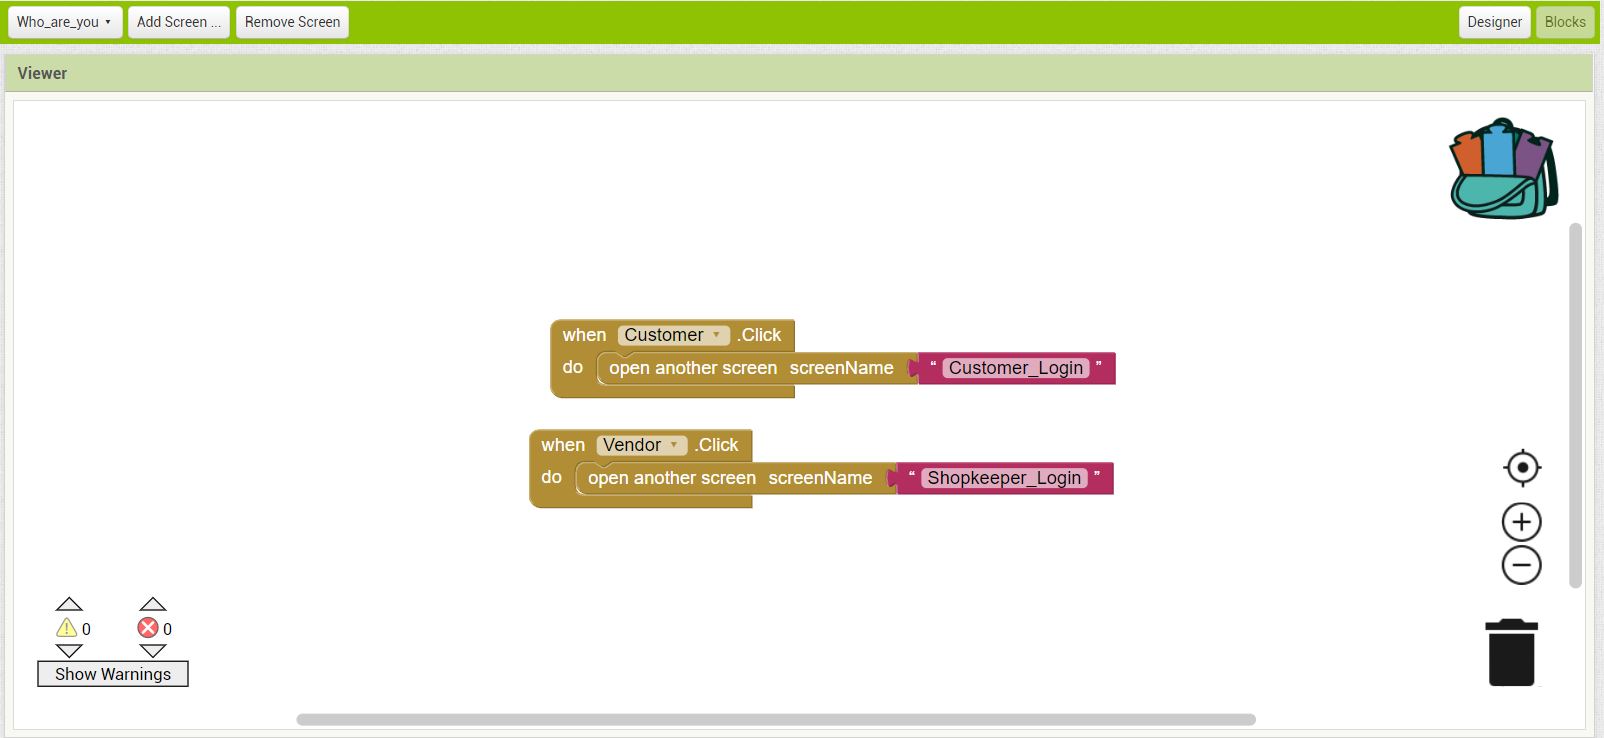 Who_are_you ▾ Add Screen ... Remove Screen Designer Blocks
Viewer
when Customer ▾ .Click
do open another screen screenName “ Customer_Login ”
when Vendor ▾ .Click
do open another screen screenName “ Shopkeeper_Login ”
0 0
Show Warnings